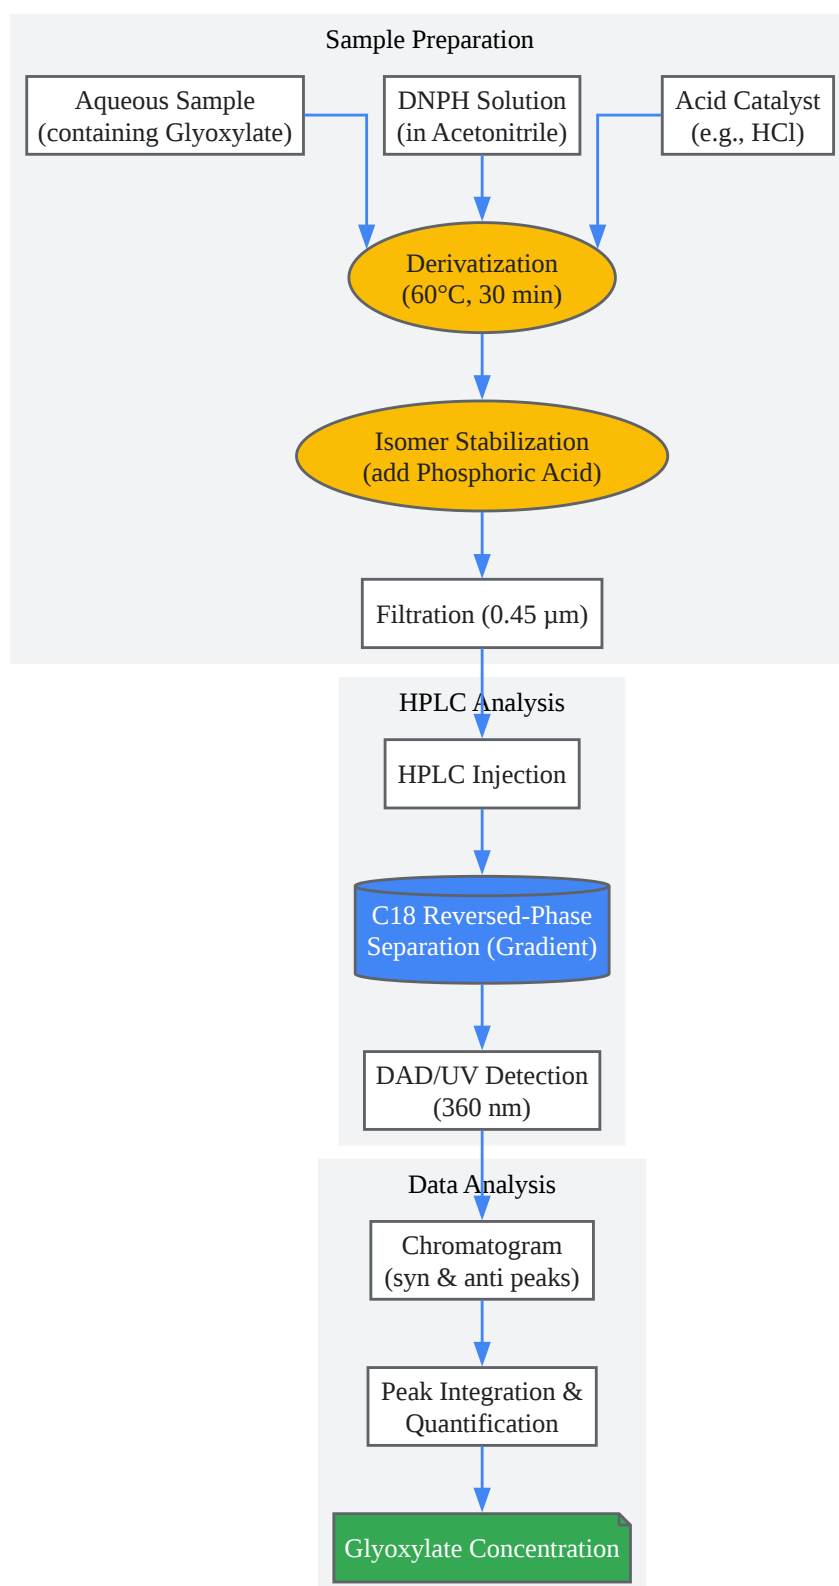 Sample Preparation
Aqueous Sample
(containing Glyoxylate)
DNPH Solution
(in Acetonitrile)
Acid Catalyst
(e.g., HCl)
Derivatization
(60°C, 30 min)
Isomer Stabilization
(add Phosphoric Acid)
Filtration (0.45 µm)
HPLC Analysis
HPLC Injection
C18 Reversed-Phase
Separation (Gradient)
DAD/UV Detection
(360 nm)
Data Analysis
Chromatogram
(syn & anti peaks)
Peak Integration &
Quantification
Glyoxylate Concentration